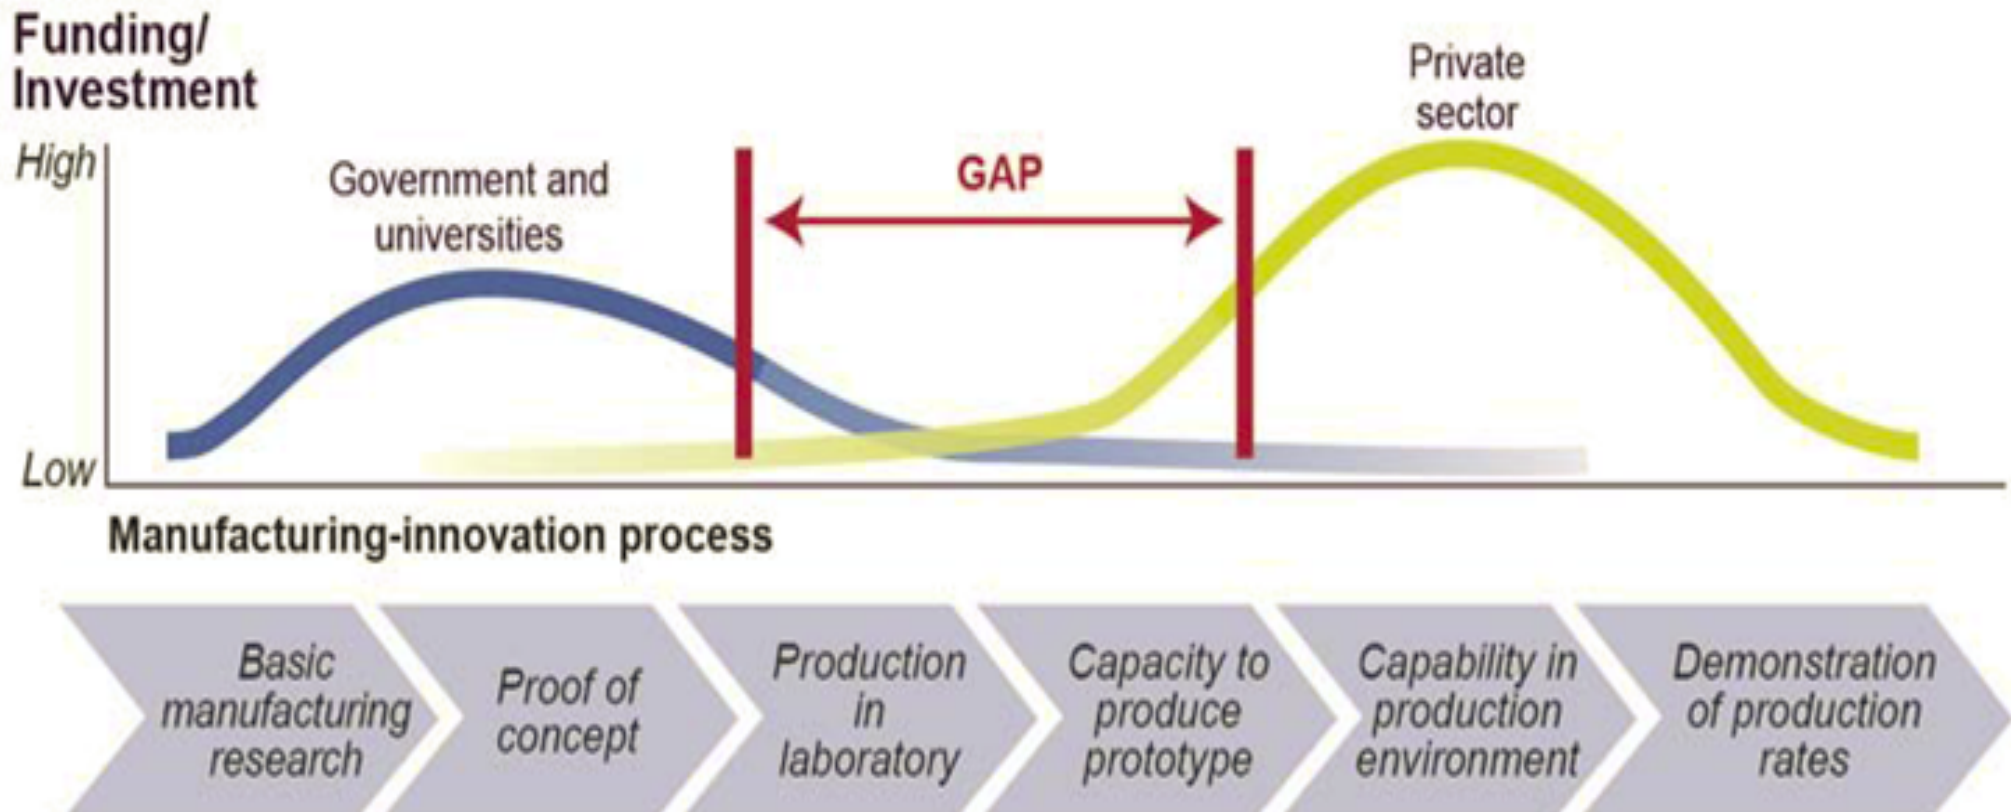 Funding/
Investment
High
Low
Government and
universities
GAP
Private
sector
Manufacturing-innovation process
Basic
manufacturing
research
Proof of
concept
Production
in
laboratory
Capacity to
produce
prototype
Capability in
production
environment
Demonstration
of production
rates